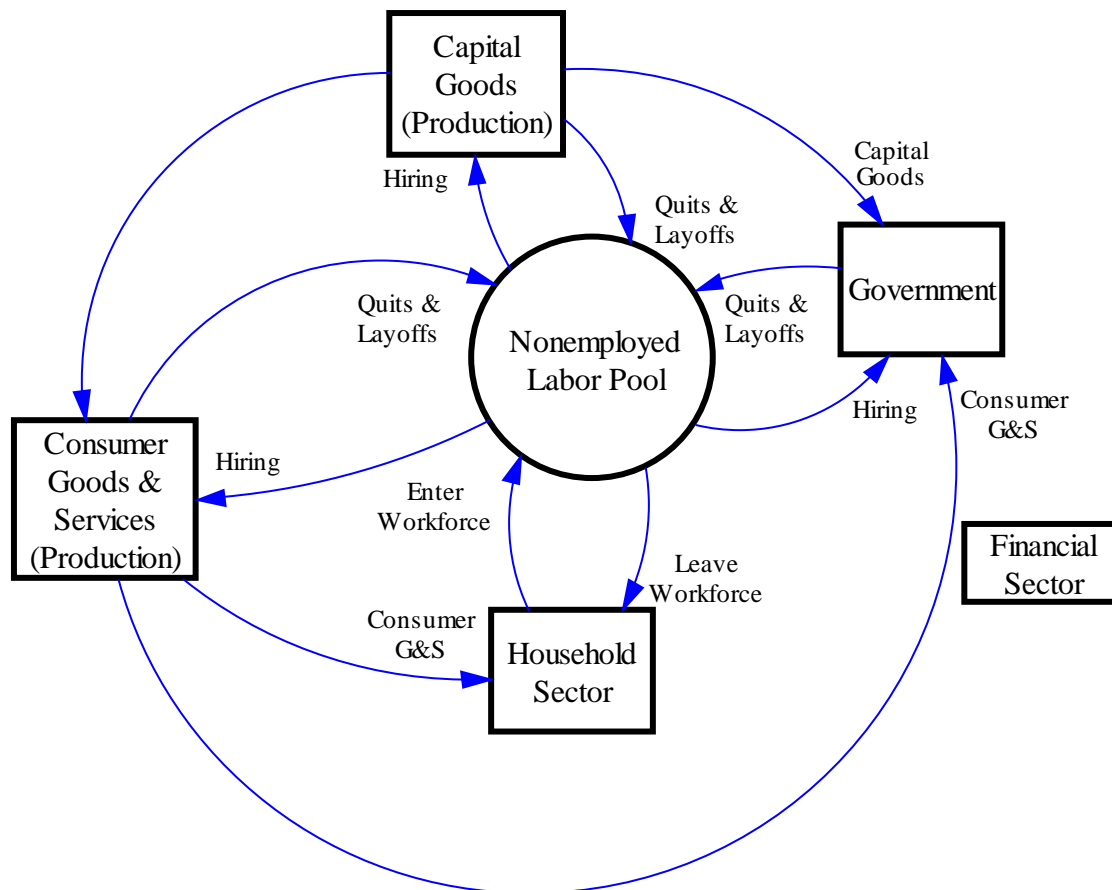 Capital
Goods
(Production)
Hiring
Capital
Goods
Quits &
Layoffs
Government
Quits &
Layoffs
Quits &
Layoffs
Nonemployed
Labor Pool
Hiring
Consumer
G&S
Consumer
Goods &
Services
(Production)
Hiring
Enter
Workforce
Leave
Workforce
Financial
Sector
Consumer
G&S
Household
Sector